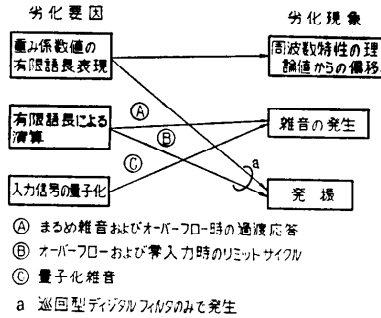 劣化要因
劣化現象
重み係数値の
有限語長表現
周波数特性の理
論値からの偏移
有限語長による
演算
雑音の発生
入力信号の量子化
発振
Ⓐ
Ⓑ
Ⓒ
a
Ⓐ まるめ雑音およびオーバーフロー時の過渡応答
Ⓑ オーバーフローおよび零入力時のリミットサイクル
Ⓒ 量子化雑音
a 巡回型ディジタルフィルタのみで発生